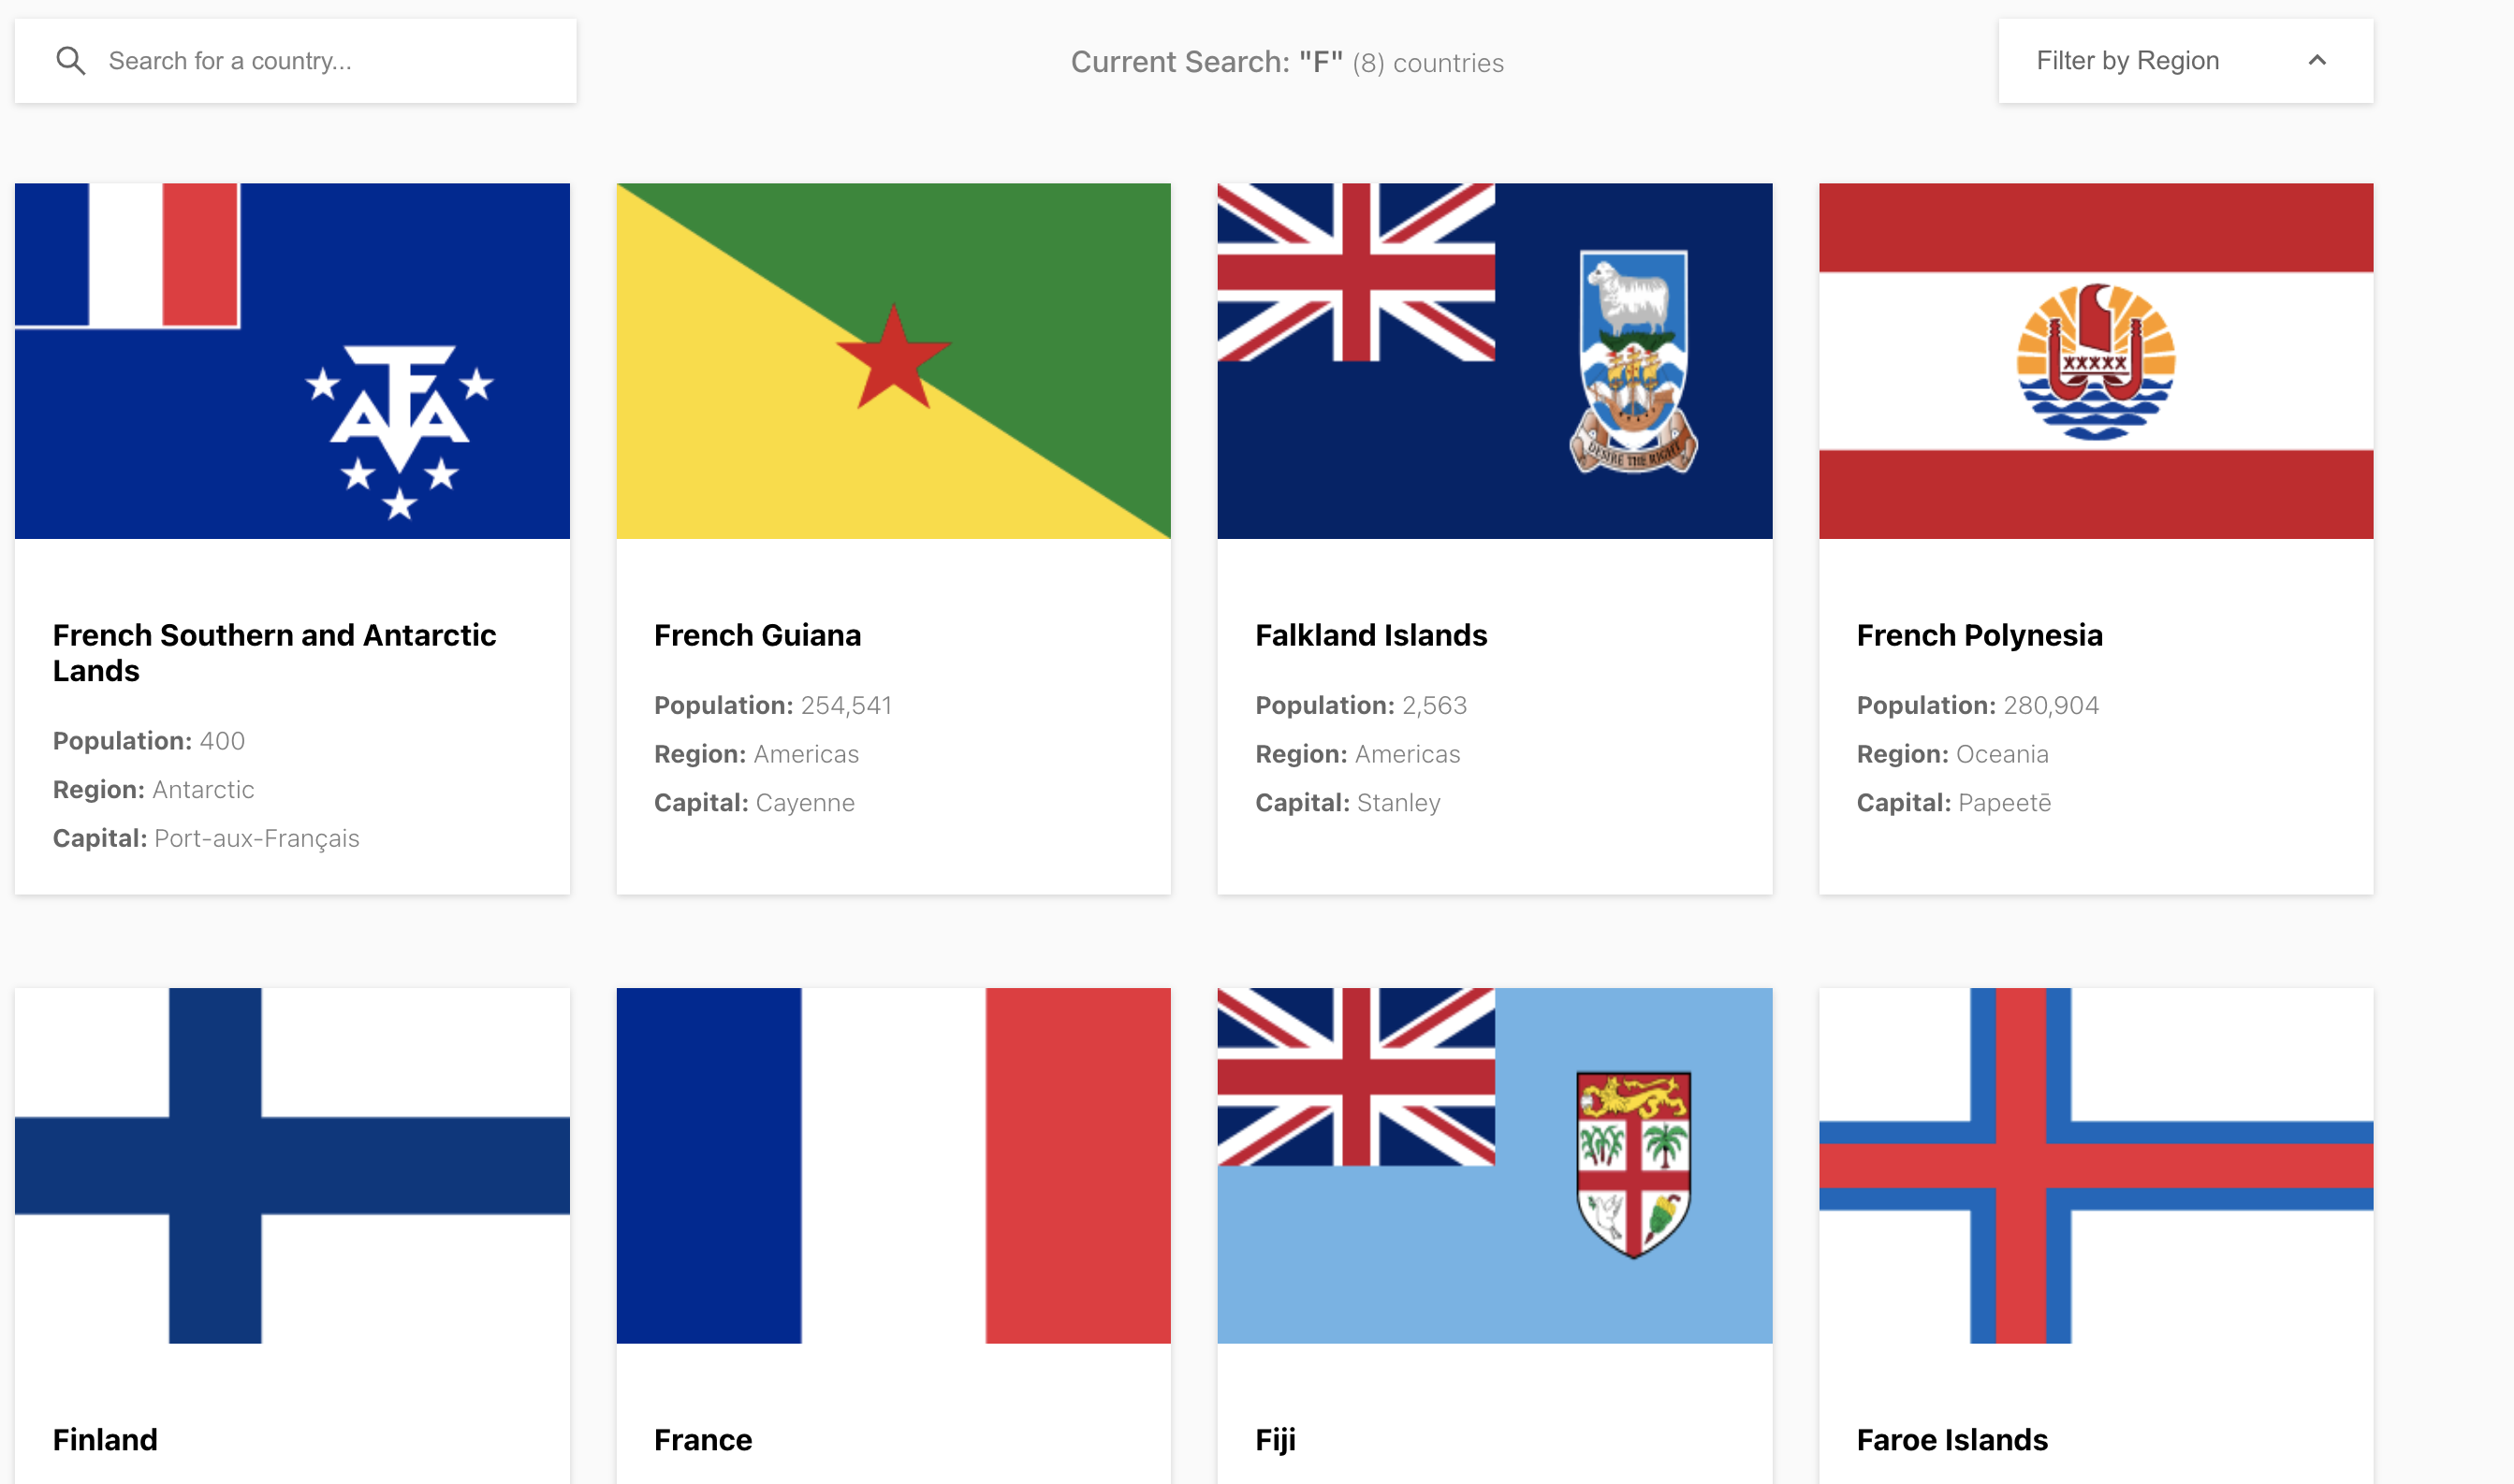 Search for a country...
Current Search: "F" (8) countries
Filter by Region
TFAA
DESIRE THE RIGHT
French Southern and Antarctic
Lands
Population: 400
Region: Antarctic
Capital: Port-aux-Français
French Guiana
Population: 254,541
Region: Americas
Capital: Cayenne
Falkland Islands
Population: 2,563
Region: Americas
Capital: Stanley
French Polynesia
Population: 280,904
Region: Oceania
Capital: Papeetē
Finland
France
Fiji
Faroe Islands